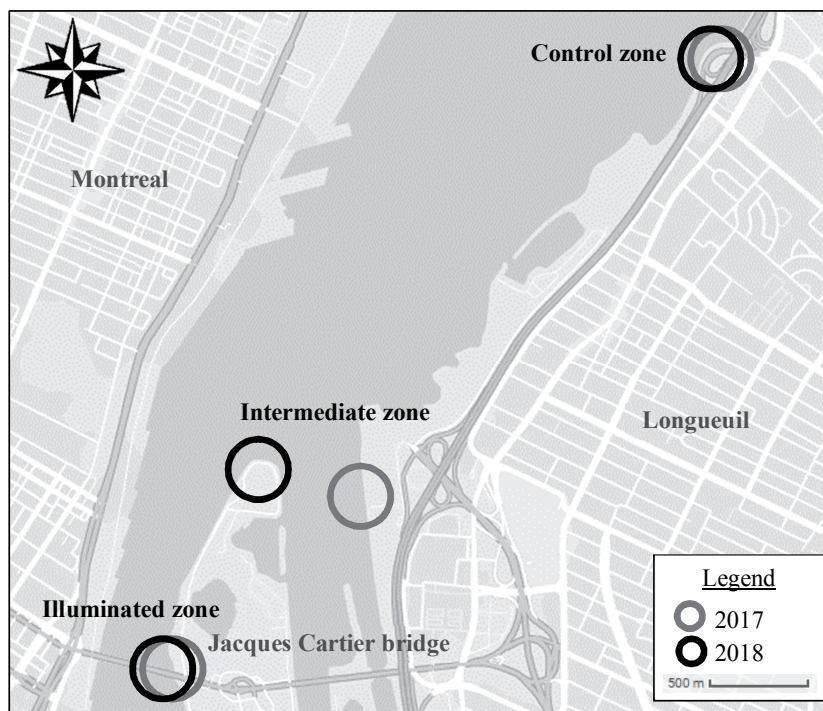 Control zone
Montreal
Intermediate zone
Longueuil
Illuminated zone
Jacques Cartier bridge
Legend
2017
2018
500 m